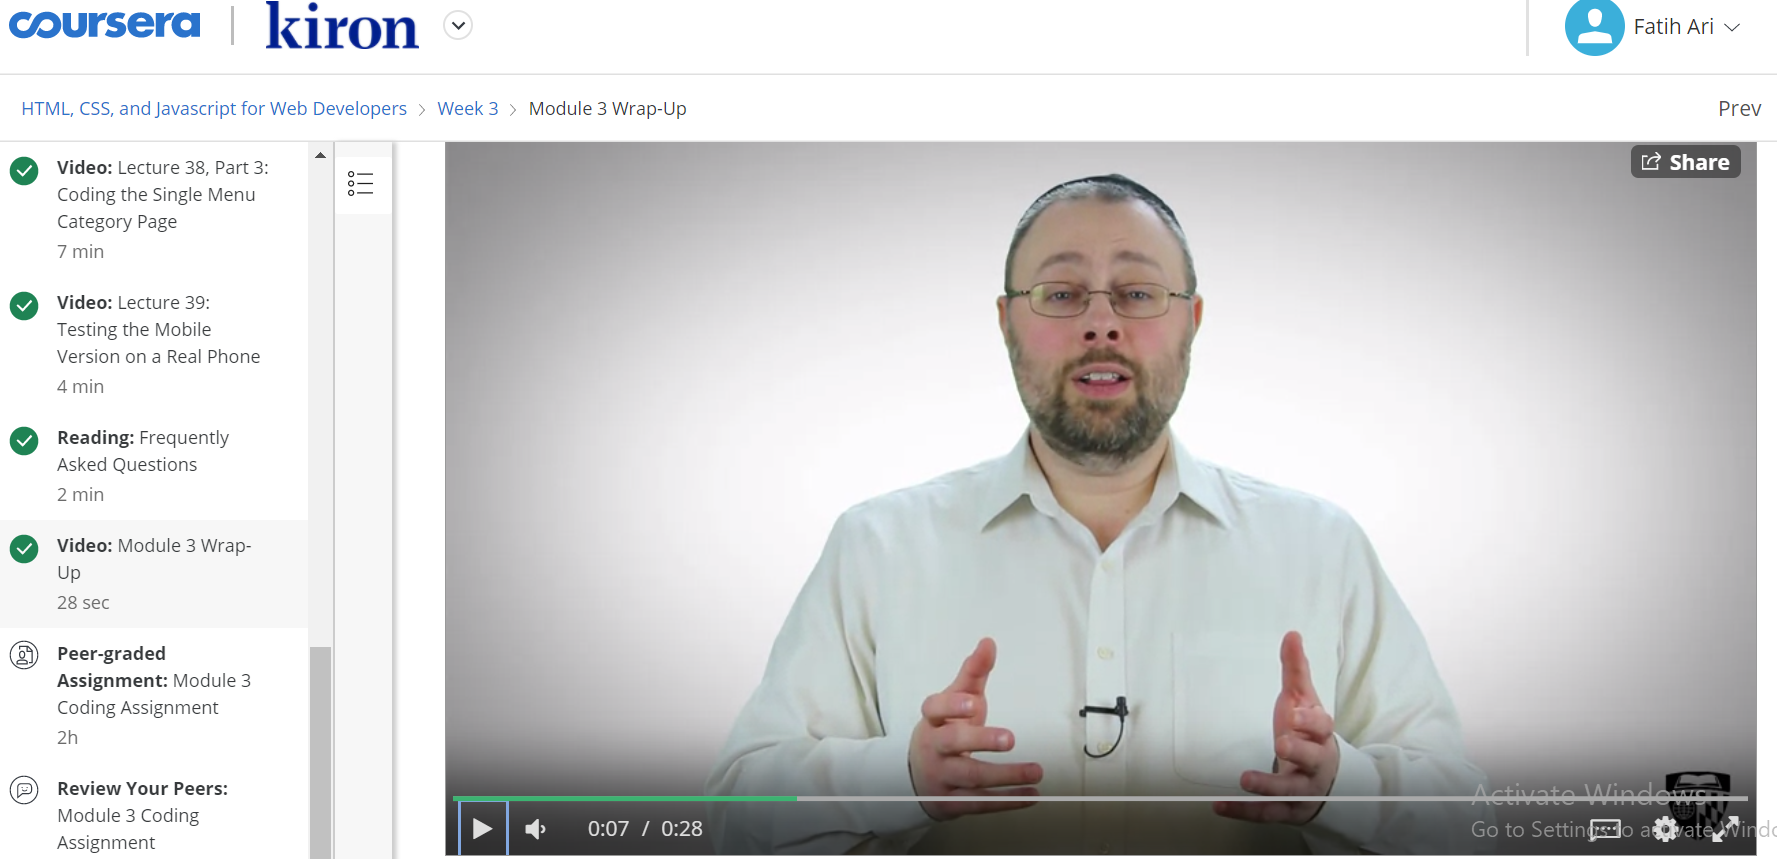 coursera
kiron
Fatih Ari
HTML, CSS, and Javascript for Web Developers > Week 3 > Module 3 Wrap-Up
Prev
Video: Lecture 38, Part 3:
Coding the Single Menu
Category Page
7 min
Video: Lecture 39:
Testing the Mobile
Version on a Real Phone
4 min
Reading: Frequently
Asked Questions
2 min
Video: Module 3 Wrap-
Up
28 sec
Peer-graded
Assignment: Module 3
Coding Assignment
2h
Review Your Peers:
Module 3 Coding
Assignment
Share
0:07 / 0:28
Activate Windows
Go to Settings to activate Windo